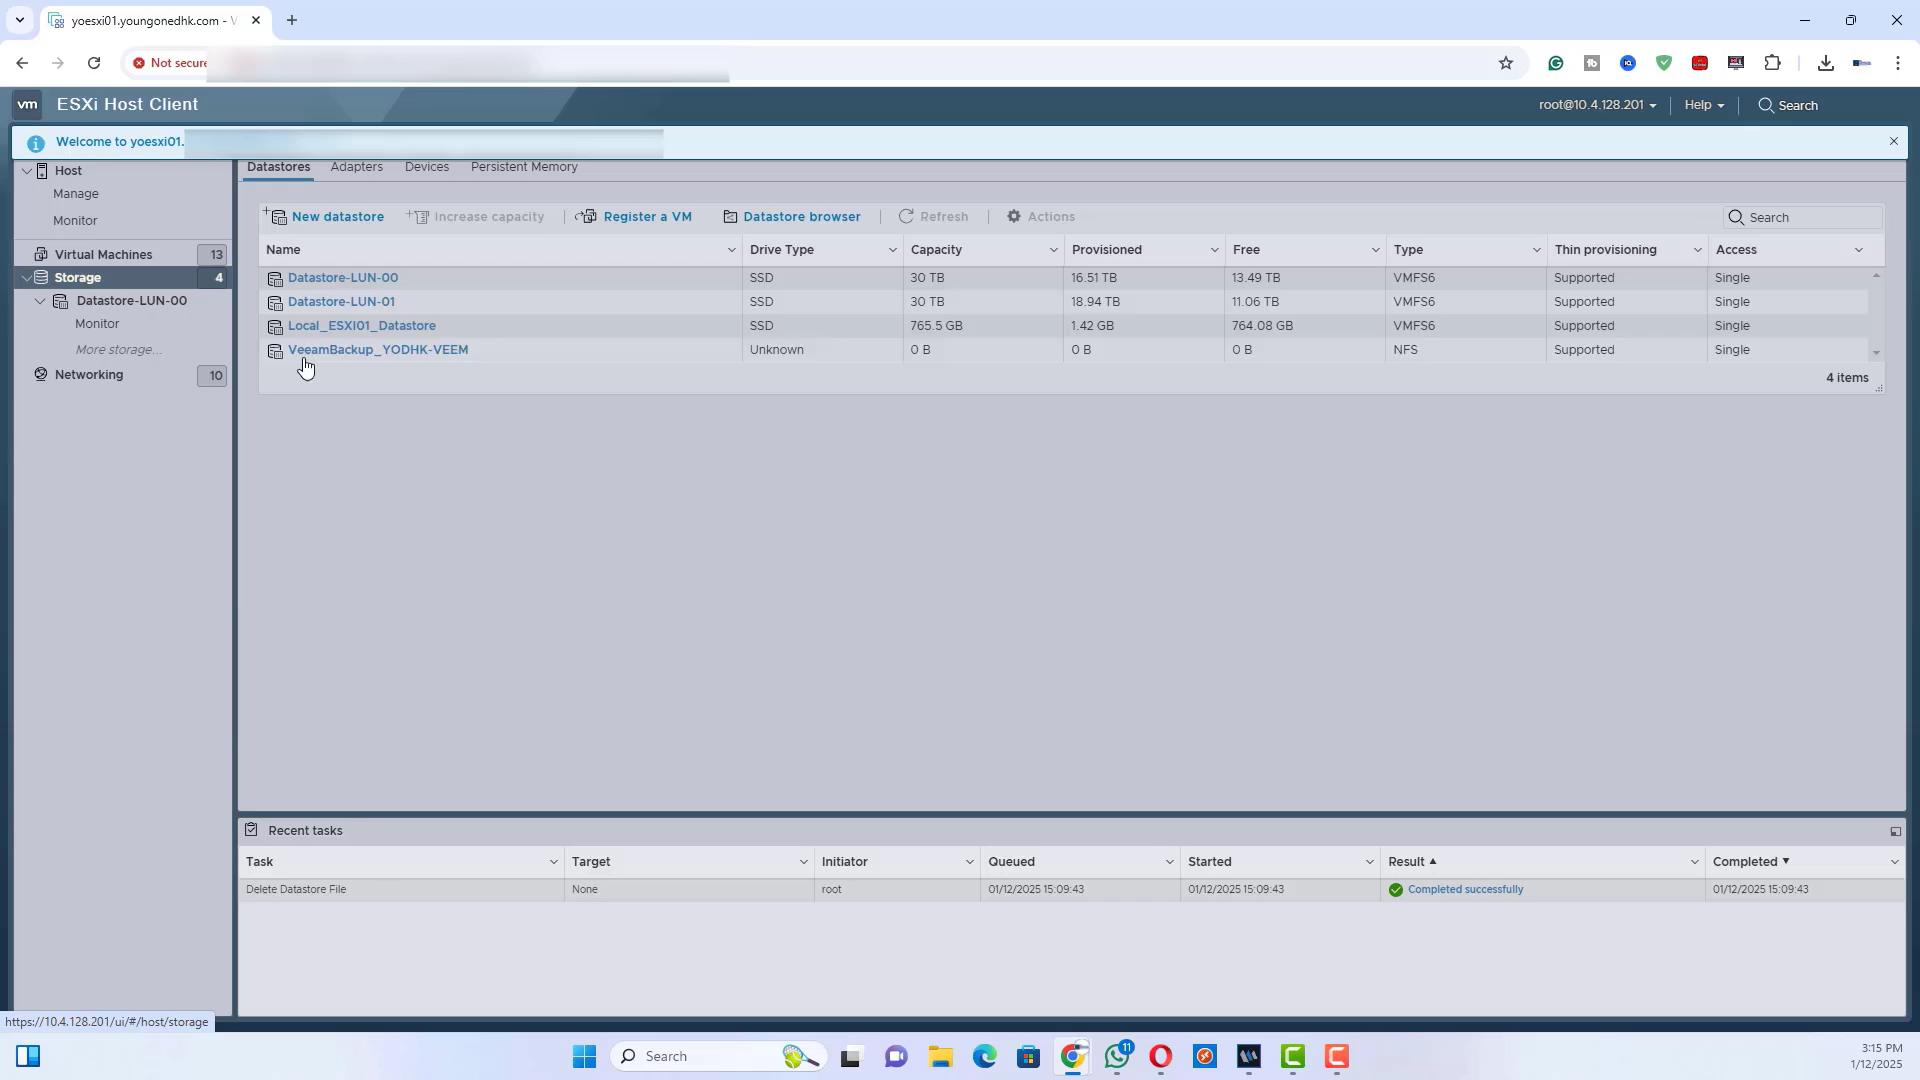 yoesxi01.youngonedhk.com - V
Not secure
vm ESXi Host Client
root@10.4.128.201
Help
Search
Welcome to yoesxi01.
Host
Manage
Monitor
Virtual Machines 13
Storage 4
Datastore-LUN-00
Monitor
More storage...
Networking 10
Datastores Adapters Devices Persistent Memory
New datastore Increase capacity Register a VM Datastore browser Refresh Actions Search
Name Drive Type Capacity Provisioned Free Type Thin provisioning Access
Datastore-LUN-00 SSD 30 TB 16.51 TB 13.49 TB VMFS6 Supported Single
Datastore-LUN-01 SSD 30 TB 18.94 TB 11.06 TB VMFS6 Supported Single
Local_ESXI01_Datastore SSD 765.5 GB 1.42 GB 764.08 GB VMFS6 Supported Single
VeeamBackup_YODHK-VEEM Unknown 0 B 0 B 0 B NFS Supported Single
4 items
Recent tasks
Task Target Initiator Queued Started Result Completed
Delete Datastore File None root 01/12/2025 15:09:43 01/12/2025 15:09:43 Completed successfully 01/12/2025 15:09:43
https://10.4.128.201/ui/#/host/storage
Search
11
3:15 PM
1/12/2025